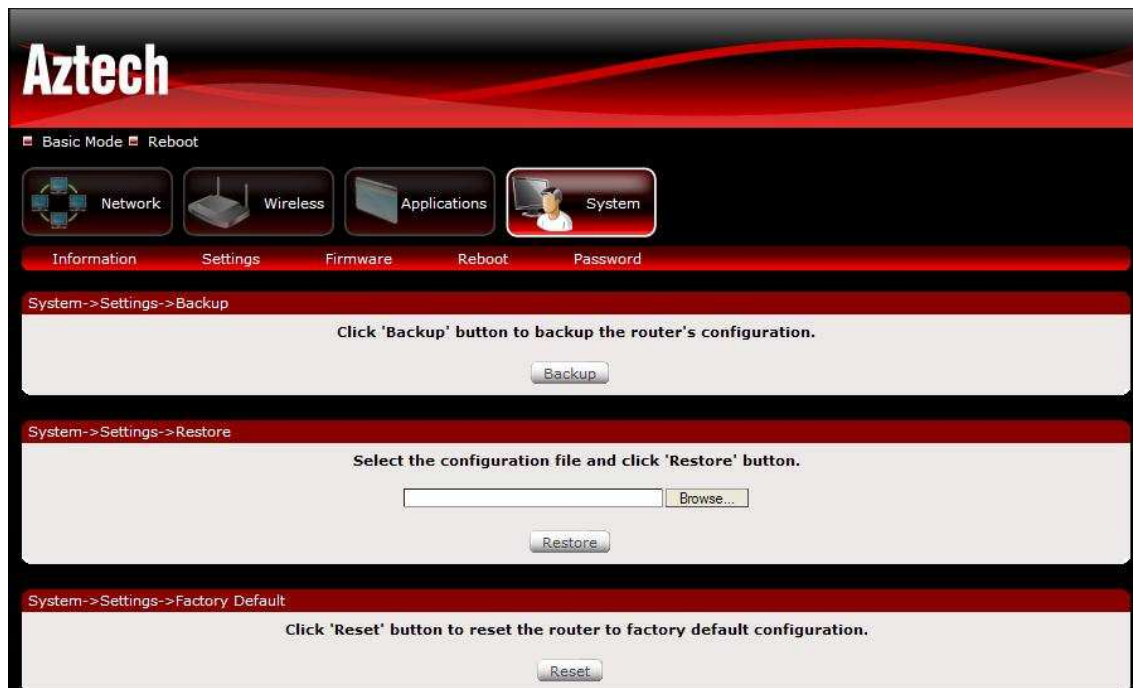 Aztech
Basic Mode Reboot
Network Wireless Applications System
Information Settings Firmware Reboot Password
System->Settings->Backup
Click 'Backup' button to backup the router's configuration.
Backup
System->Settings->Restore
Select the configuration file and click 'Restore' button.
Browse...
Restore
System->Settings->Factory Default
Click 'Reset' button to reset the router to factory default configuration.
Reset